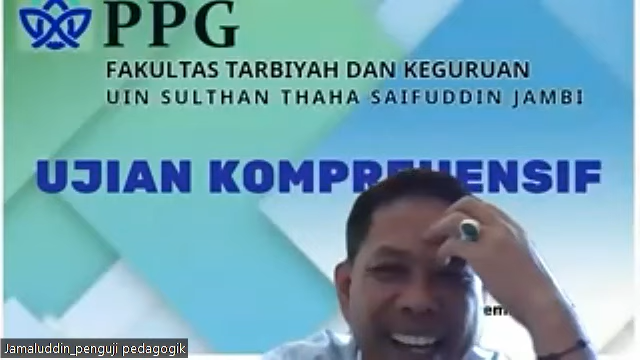 PPG
FAKULTAS TARBIYAH DAN KEGURUAN
UIN SULTHAN THAHA SAIFUDDIN JAMBI
UJIAN KOMPREHENSIF
Jamaluddin_penguji pedagogik